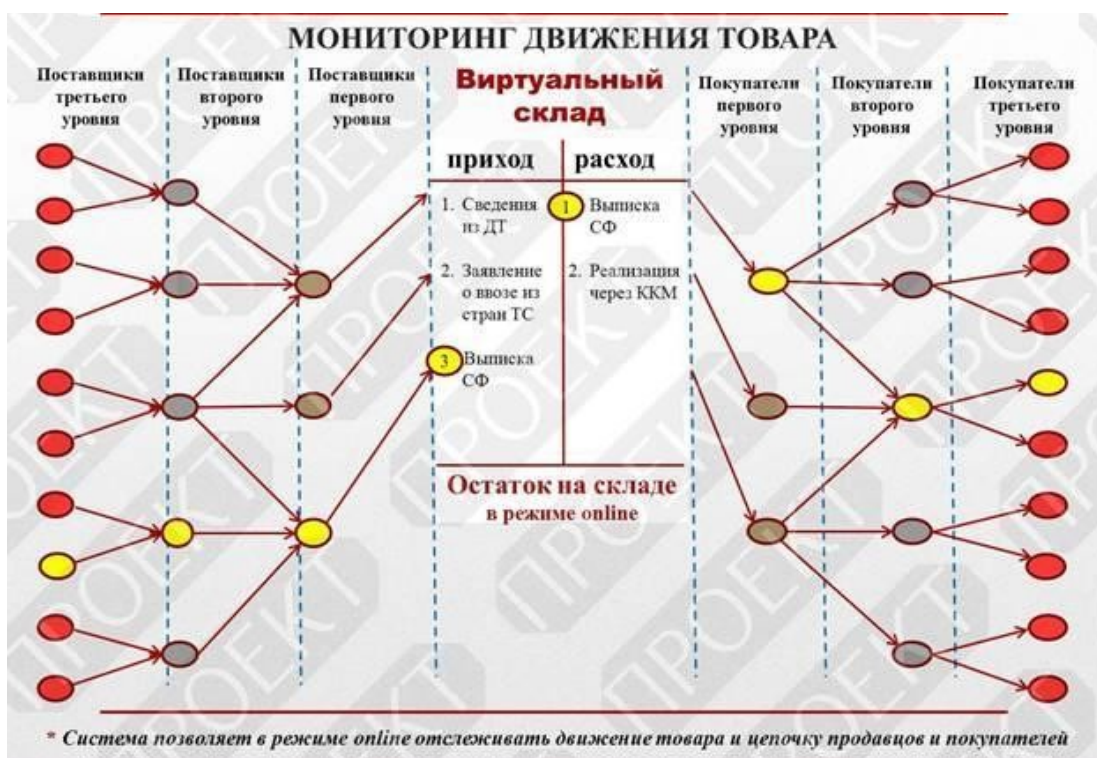 МОНИТОРИНГ ДВИЖЕНИЯ ТОВАРА
Поставщики
третьего
уровня
Поставщики
второго
уровня
Поставщики
первого
уровня
Виртуальный
склад
Покупатели
первого
уровня
Покупатели
второго
уровня
Покупатели
третьего
уровня
приход
расход
1. Сведения
из ДТ
2. Заявление
о ввозе из
стран ТС
3 Выписка
СФ
1 Выписка
СФ
2. Реализация
через ККМ
Остаток на складе
в режиме online
* Система позволяет в режиме online отслеживать движение товара и цепочку продавцов и покупателей
ПРОЕКТ